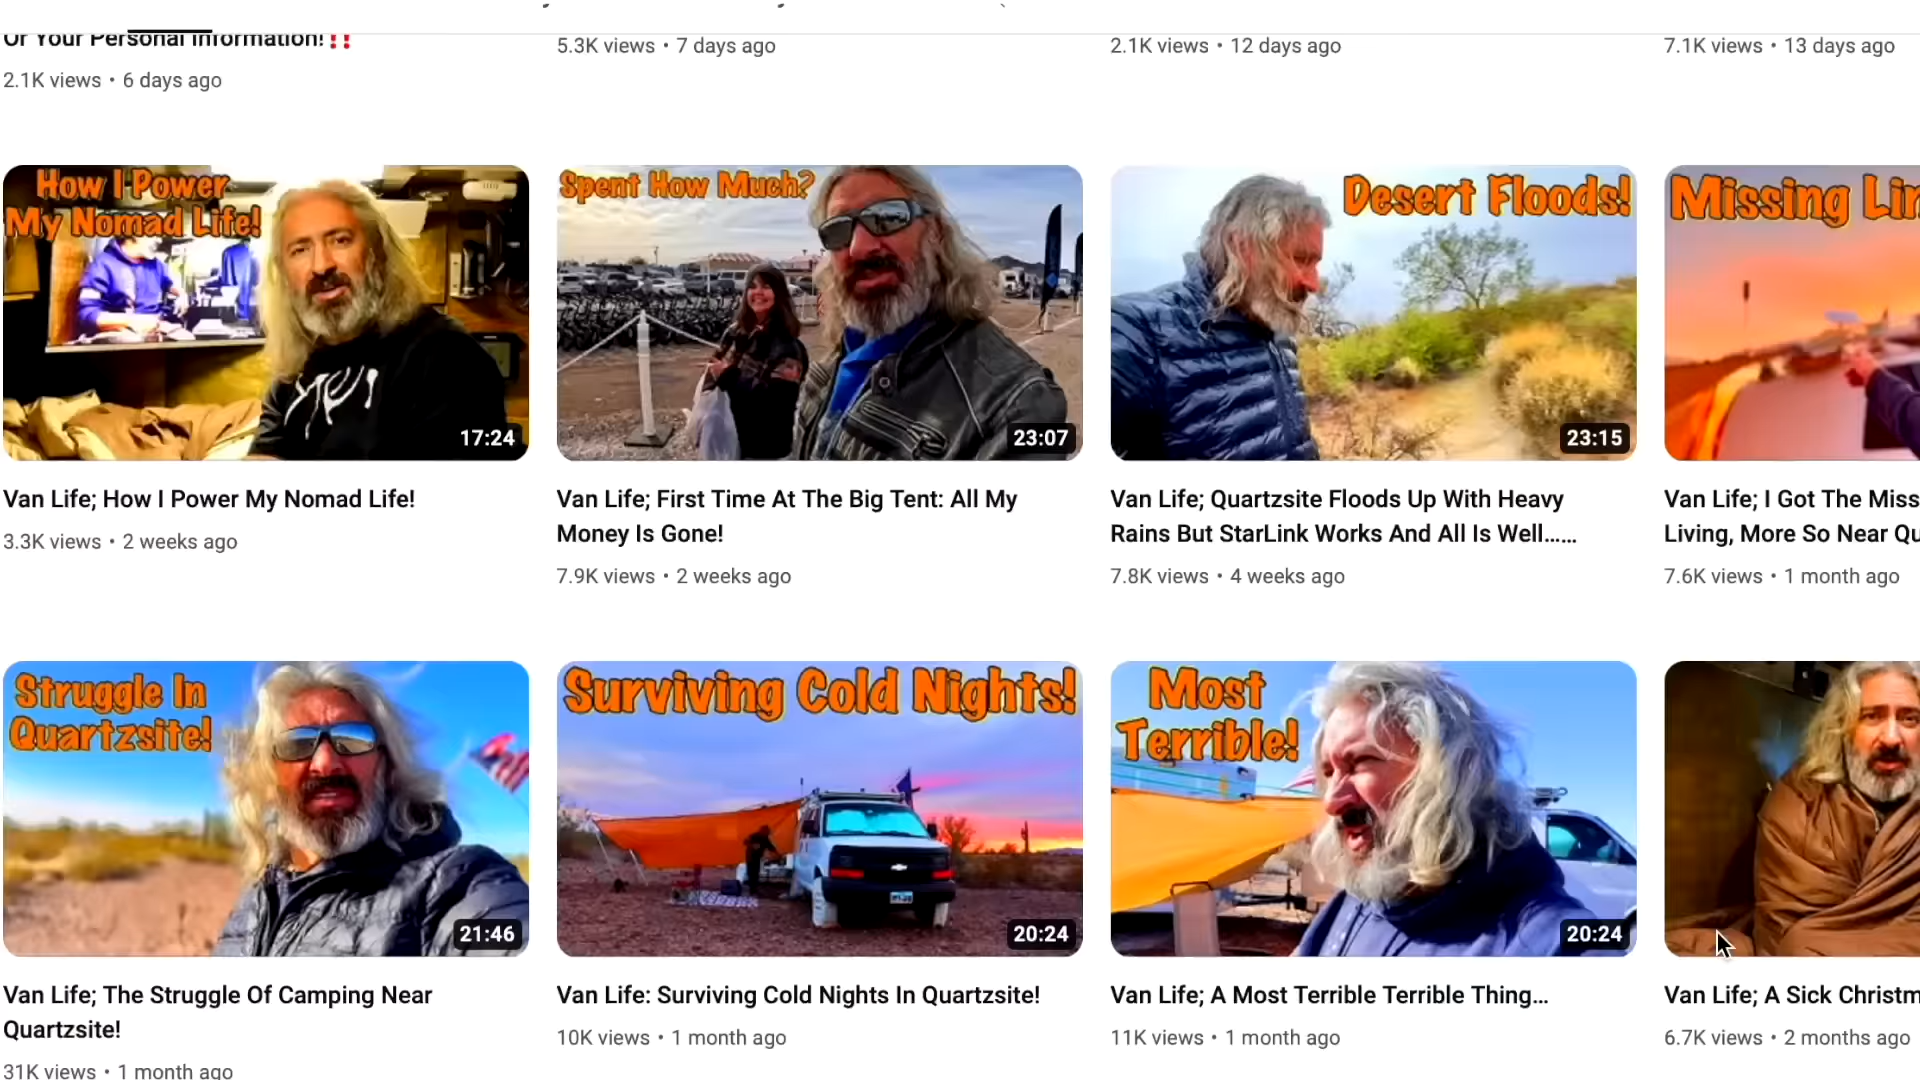 Or Your Personal Information!‼️
2.1K views • 6 days ago
5.3K views • 7 days ago
2.1K views • 12 days ago
7.1K views • 13 days ago
How I Power
My Nomad Life!
17:24
Van Life; How I Power My Nomad Life!
3.3K views • 2 weeks ago
Spent How Much?
23:07
Van Life; First Time At The Big Tent: All My
Money Is Gone!
7.9K views • 2 weeks ago
Desert Floods!
23:15
Van Life; Quartzsite Floods Up With Heavy
Rains But StarLink Works And All Is Well......
7.8K views • 4 weeks ago
Missing
Van Life; I Got The
Living, More So Near
7.6K views • 1 month ago
Struggle In
Quartzsite!
21:46
Van Life; The Struggle Of Camping Near
Quartzsite!
31K views • 1 month ago
Surviving Cold Nights!
20:24
Van Life: Surviving Cold Nights In Quartzsite!
10K views • 1 month ago
Most
Terrible!
20:24
Van Life; A Most Terrible Terrible Thing...
11K views • 1 month ago
Van Life; A Sick
6.7K views • 2 months ago